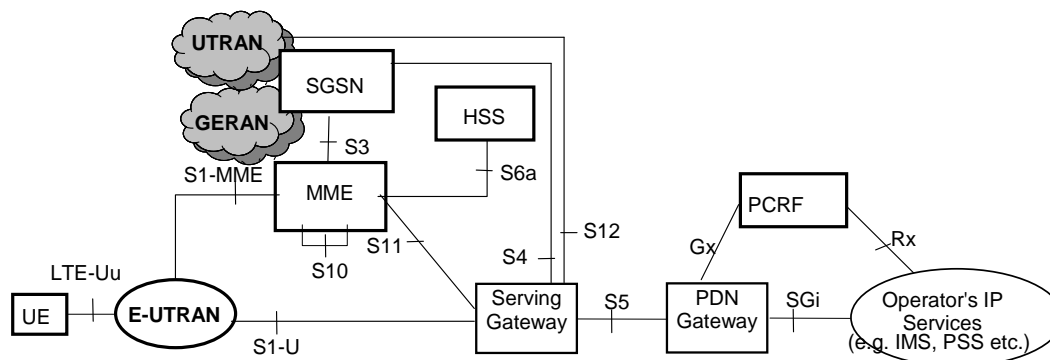 UTRAN
SGSN
HSS
GERAN
S3
S1-MME
S6a
MME
PCRF
S12
S11
Gx
Rx
S4
S10
LTE-Uu
Serving
Gateway
PDN
Gateway
Operator's IP
Services
(e.g. IMS, PSS etc.)
S5
SGi
UE
E-UTRAN
S1-U